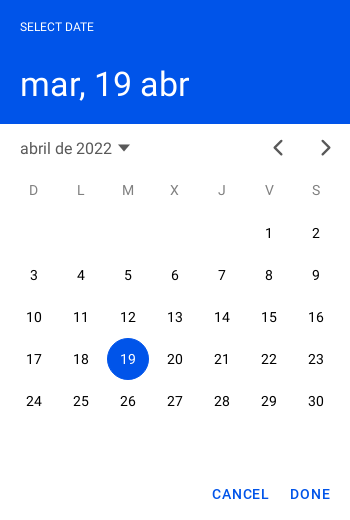 SELECT DATE
mar, 19 abr
abril de 2022
D L M X J V S
1 2
3 4 5 6 7 8 9
10 11 12 13 14 15 16
17 18 19 20 21 22 23
24 25 26 27 28 29 30
CANCEL DONE